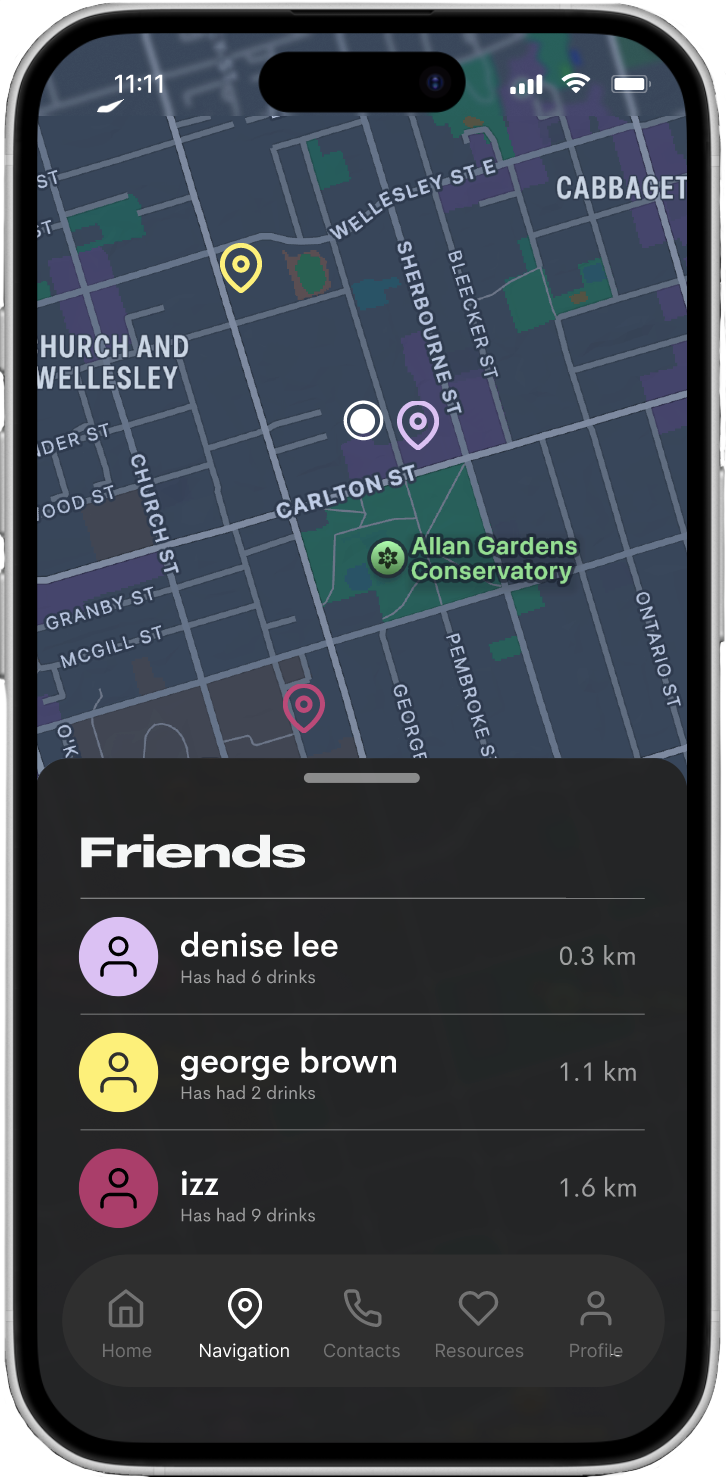 11:11
ST
ST
WELLESLEY ST E
CABBAGET
SHERBOURNE ST
BLEECKER ST
HURCH AND
WELLESLEY
NDER ST
WOOD ST
CHURCH ST
CARLTON ST
Allan Gardens
Conservatory
GRANBY ST
MCGILL ST
ONTARIO ST
PEMBROKE ST
GEORGE
O'K
Friends
denise lee
0.3 km
Has had 6 drinks
george brown
1.1 km
Has had 2 drinks
izz
1.6 km
Has had 9 drinks
Home
Navigation
Contacts
Resources
Profile